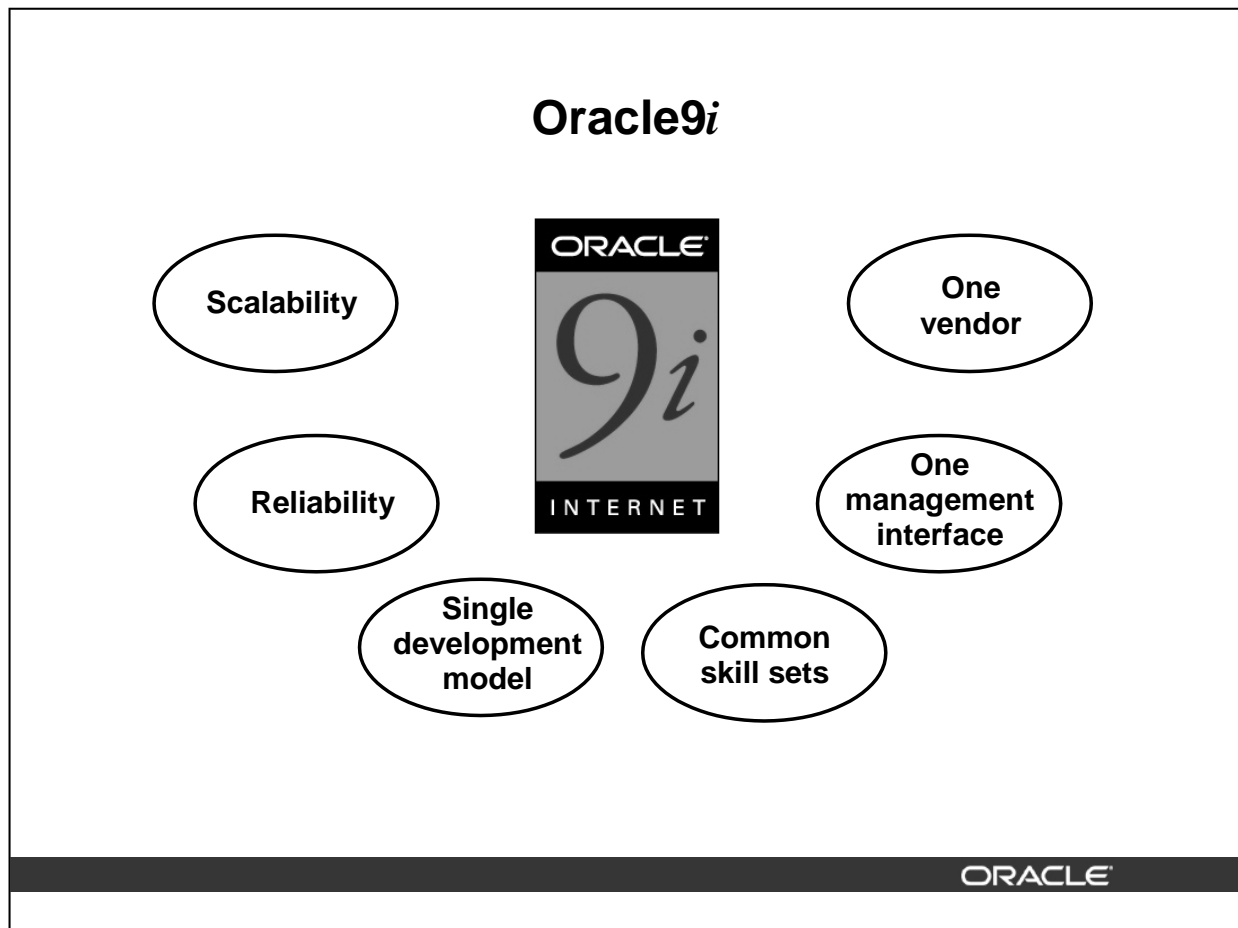 Oracle9i
ORACLE
9i
INTERNET
Scalability
One
vendor
Reliability
One
management
interface
Single
development
model
Common
skill sets
ORACLE